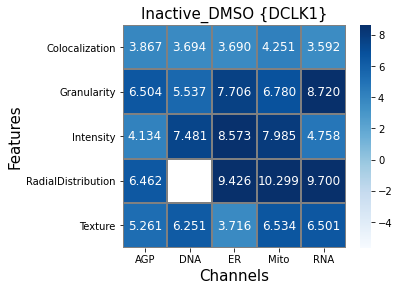 Inactive_DMSO {DCLK1}
Colocalization 3.867 3.694 3.690 4.251 3.592
Granularity 6.504 5.537 7.706 6.780 8.720
Intensity 4.134 7.481 8.573 7.985 4.758
RadialDistribution 6.462 9.426 10.299 9.700
Texture 5.261 6.251 3.716 6.534 6.501
AGP DNA ER Mito RNA
Channels
Features
8
6
4
2
0
−2
−4